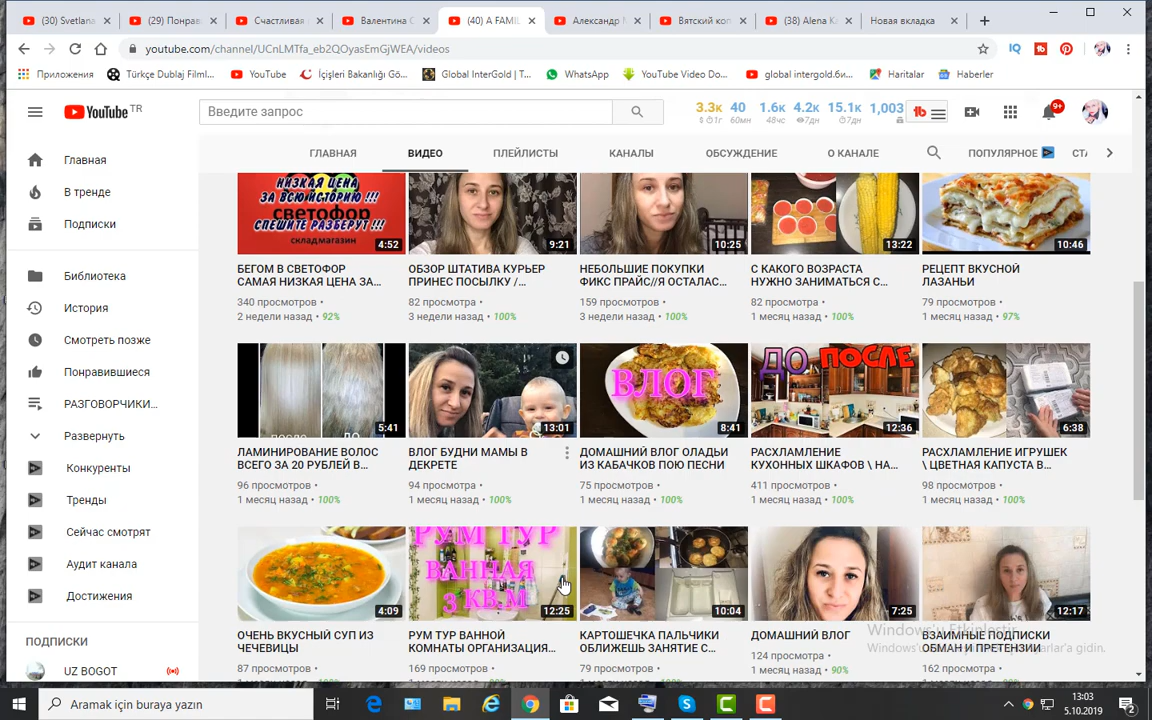 (30) Svetlana
(29) Понрав
Счастливая
Валентина С
(40) A FAMIL
Александр М
Вятский коп
(38) Alena K
Новая вкладка
youtube.com/channel/UCnLMTfa_eb2QOyasEmGjWEA/videos
Приложения
Türkçe Dublaj Filml...
YouTube
İçişleri Bakanlığı Gö...
Global InterGold | T...
WhatsApp
YouTube Video Do...
global intergold.би...
Haritalar
Haberler
YouTube TR
Введите запрос
3.3к 40 1.6к 4.2к 15.1к 1,003
1г 60мн 48чс 7дн 7дн
9+
ГЛАВНАЯ ВИДЕО ПЛЕЙЛИСТЫ КАНАЛЫ ОБСУЖДЕНИЕ О КАНАЛЕ ПОПУЛЯРНОЕ СТА
Главная
В тренде
Подписки
Библиотека
История
Смотреть позже
Понравившиеся
РАЗГОВОРЧИКИ...
Развернуть
Конкуренты
Тренды
Сейчас смотрят
Аудит канала
Достижения
ПОДПИСКИ
UZ BOGOT
НИЗКАЯ ЦЕНА
ЗА ВСЮ ИСТОРИЮ !!!
светофор
СПЕШИТЕ РАЗБЕРУТ !!!
складмагазин
4:52
9:21
10:25
13:22
10:46
БЕГОМ В СВЕТОФОР
САМАЯ НИЗКАЯ ЦЕНА ЗА...
340 просмотров •
2 недели назад • 92%
ОБЗОР ШТАТИВА КУРЬЕР
ПРИНЕС ПОСЫЛКУ /...
82 просмотра •
3 недели назад • 100%
НЕБОЛЬШИЕ ПОКУПКИ
ФИКС ПРАЙС//Я ОСТАЛАС...
159 просмотров •
3 недели назад • 100%
С КАКОГО ВОЗРАСТА
НУЖНО ЗАНИМАТЬСЯ С...
82 просмотра •
1 месяц назад • 100%
РЕЦЕПТ ВКУСНОЙ
ЛАЗАНЬИ
79 просмотров •
1 месяц назад • 97%
после до
5:41
13:01
ВЛОГ
8:41
ДО ПОСЛЕ
12:36
6:38
ЛАМИНИРОВАНИЕ ВОЛОС
ВСЕГО ЗА 20 РУБЛЕЙ В...
96 просмотров •
1 месяц назад • 100%
ВЛОГ БУДНИ МАМЫ В
ДЕКРЕТЕ
94 просмотра •
1 месяц назад • 100%
ДОМАШНИЙ ВЛОГ ОЛАДЬИ
ИЗ КАБАЧКОВ ПОЮ ПЕСНИ
75 просмотров •
1 месяц назад • 100%
РАСХЛАМЛЕНИЕ
КУХОННЫХ ШКАФОВ \ НА...
411 просмотров •
1 месяц назад • 100%
РАСХЛАМЛЕНИЕ ИГРУШЕК
\ ЦВЕТНАЯ КАПУСТА В...
98 просмотров •
1 месяц назад • 100%
4:09
РУМ ТУР
ВАННАЯ
3 КВ.М
12:25
10:04
7:25
12:17
ОЧЕНЬ ВКУСНЫЙ СУП ИЗ
ЧЕЧЕВИЦЫ
87 просмотров •
РУМ ТУР ВАННОЙ
КОМНАТЫ ОРГАНИЗАЦИЯ...
169 просмотров •
КАРТОШЕЧКА ПАЛЬЧИКИ
ОБЛИЖЕШЬ ЗАНЯТИЕ С...
79 просмотров •
ДОМАШНИЙ ВЛОГ
124 просмотра •
1 месяц назад • 90%
ВЗАИМНЫЕ ПОДПИСКИ
ОБМАН И ПРЕТЕНЗИИ
162 просмотра •
Windows'u Etkinleştir
Aramak için buraya yazın
13:03
5.10.2019
2